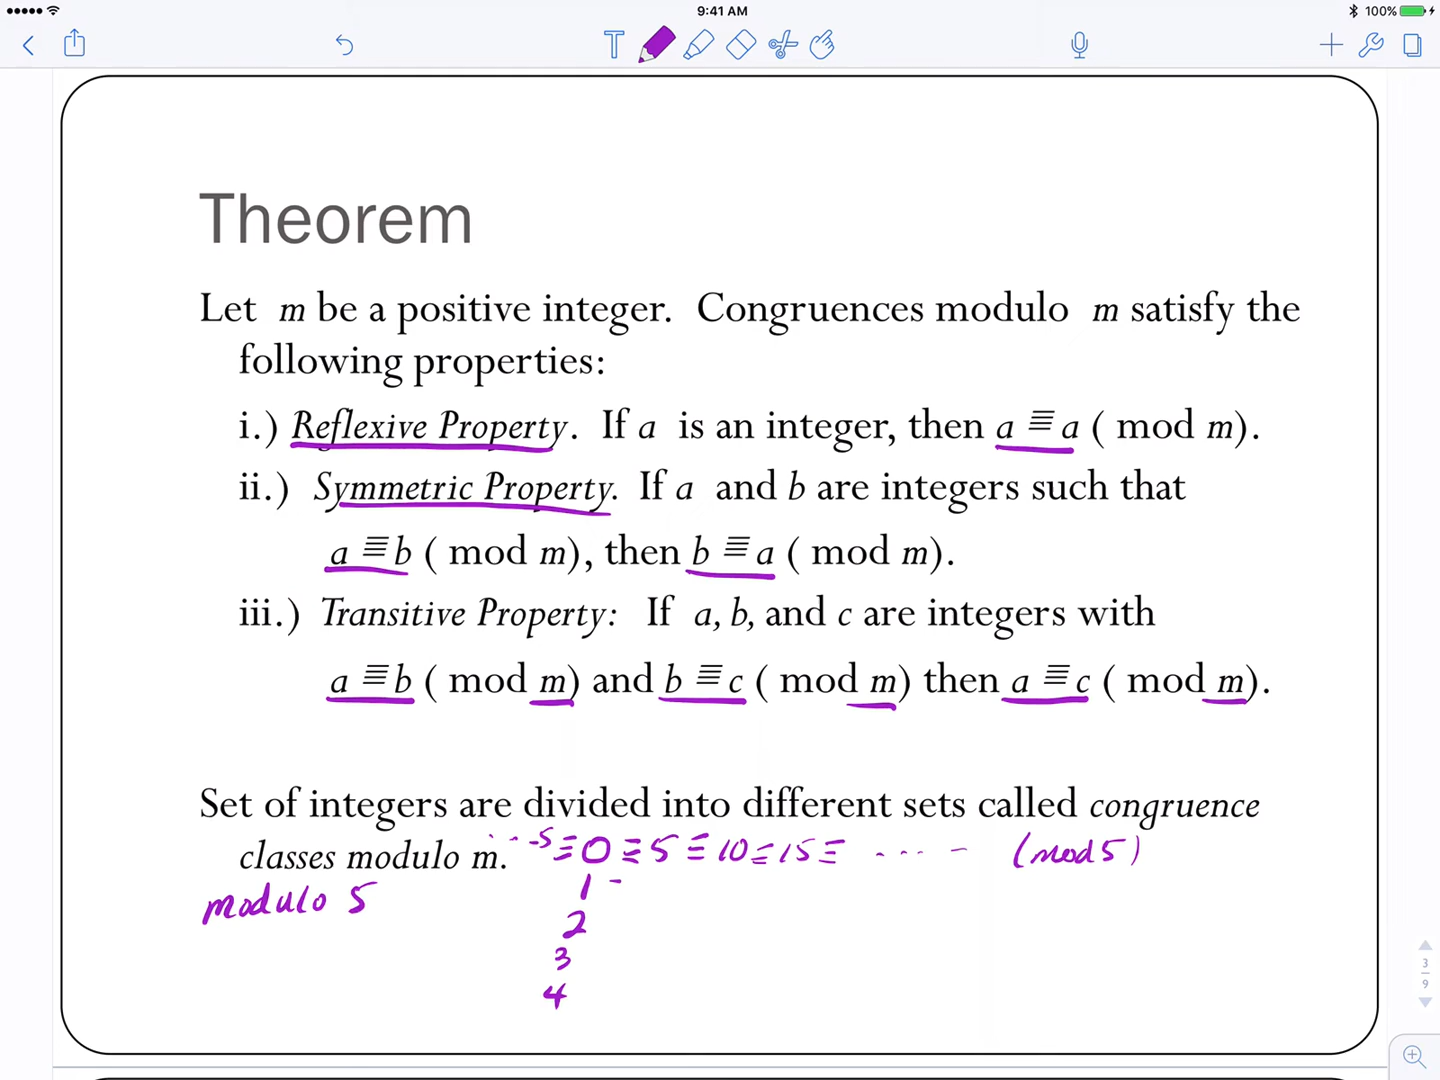 9:41 AM
100%
T
Theorem
Let m be a positive integer. Congruences modulo m satisfy the
following properties:
i.) Reflexive Property. If a is an integer, then a ≡ a ( mod m).
ii.) Symmetric Property. If a and b are integers such that
a ≡ b ( mod m), then b ≡ a ( mod m).
iii.) Transitive Property: If a, b, and c are integers with
a ≡ b ( mod m) and b ≡ c ( mod m) then a ≡ c ( mod m).
Set of integers are divided into different sets called congruence
classes modulo m. ... -5 ≡ 0 ≡ 5 ≡ 10 ≡ 15 ≡ .... (mod 5)
modulo 5 1 -
2
3
4
3
9